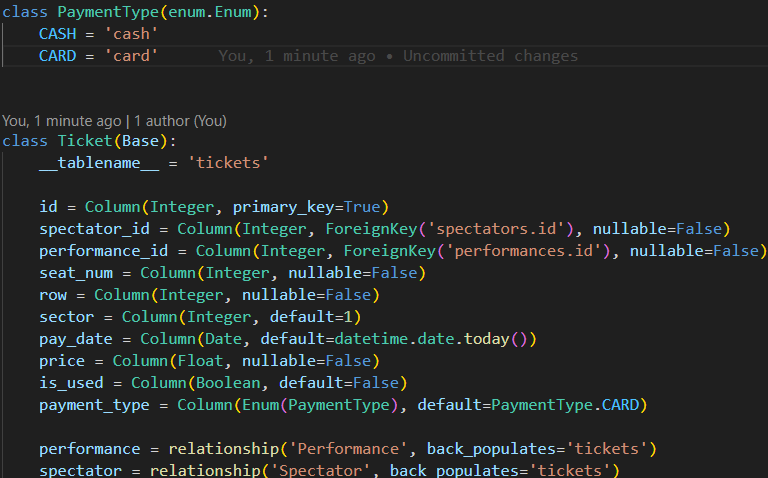 class PaymentType(enum.Enum):
    CASH = 'cash'
    CARD = 'card'      You, 1 minute ago • Uncommitted changes
You, 1 minute ago | 1 author (You)
class Ticket(Base):
    __tablename__ = 'tickets'
    id = Column(Integer, primary_key=True)
    spectator_id = Column(Integer, ForeignKey('spectators.id'), nullable=False)
    performance_id = Column(Integer, ForeignKey('performances.id'), nullable=False)
    seat_num = Column(Integer, nullable=False)
    row = Column(Integer, nullable=False)
    sector = Column(Integer, default=1)
    pay_date = Column(Date, default=datetime.date.today())
    price = Column(Float, nullable=False)
    is_used = Column(Boolean, default=False)
    payment_type = Column(Enum(PaymentType), default=PaymentType.CARD)
    performance = relationship('Performance', back_populates='tickets')
    spectator = relationship('Spectator', back_populates='tickets')